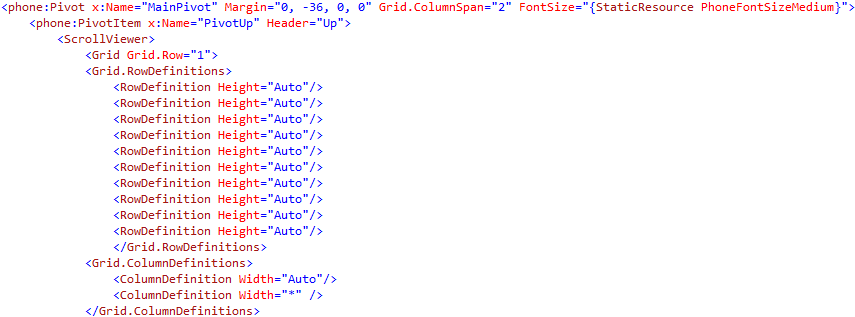 <phone:Pivot x:Name="MainPivot" Margin="0, -36, 0, 0" Grid.ColumnSpan="2" FontSize="{StaticResource PhoneFontSizeMedium}">
<phone:PivotItem x:Name="PivotUp" Header="Up">
<ScrollViewer>
<Grid Grid.Row="1">
<Grid.RowDefinitions>
<RowDefinition Height="Auto"/>
<RowDefinition Height="Auto"/>
<RowDefinition Height="Auto"/>
<RowDefinition Height="Auto"/>
<RowDefinition Height="Auto"/>
<RowDefinition Height="Auto"/>
<RowDefinition Height="Auto"/>
<RowDefinition Height="Auto"/>
<RowDefinition Height="Auto"/>
<RowDefinition Height="Auto"/>
</Grid.RowDefinitions>
<Grid.ColumnDefinitions>
<ColumnDefinition Width="Auto"/>
<ColumnDefinition Width="*" />
</Grid.ColumnDefinitions>